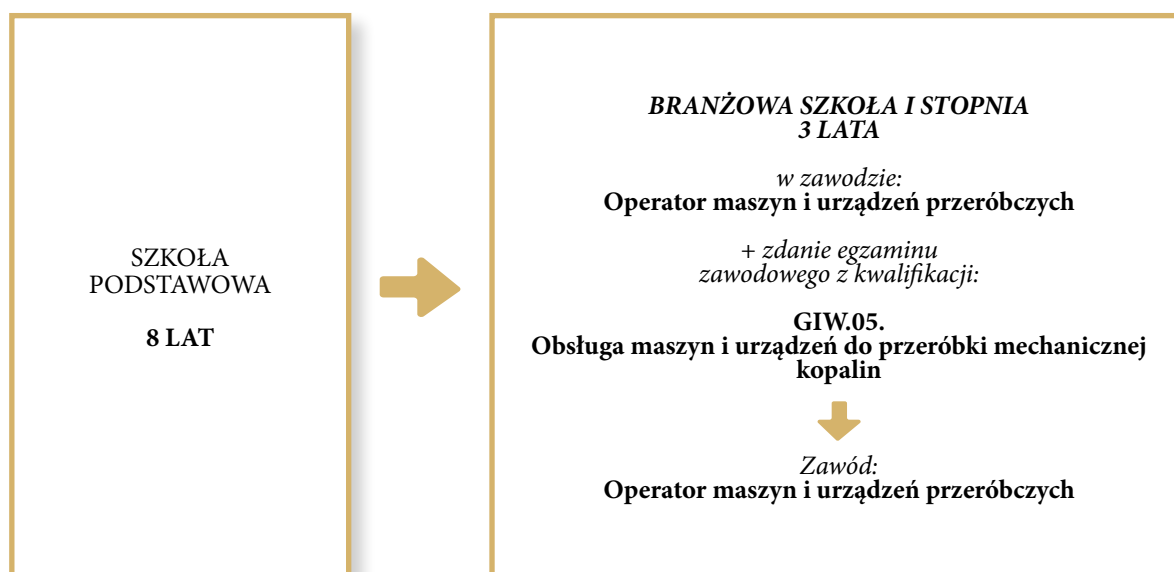 SZKOŁA
PODSTAWOWA
8 LAT
BRANŻOWA SZKOŁA I STOPNIA
3 LATA
w zawodzie:
Operator maszyn i urządzeń przeróbczych
+ zdanie egzaminu
zawodowego z kwalifikacji:
GIW.05.
Obsługa maszyn i urządzeń do przeróbki mechanicznej
kopalin
Zawód:
Operator maszyn i urządzeń przeróbczych